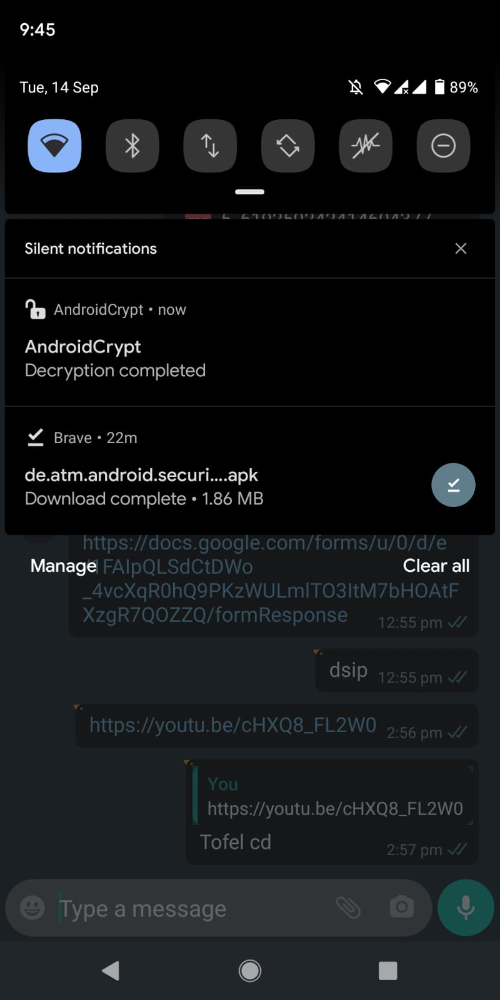 9:45
Tue, 14 Sep
89%
Silent notifications
AndroidCrypt • now
AndroidCrypt
Decryption completed
Brave • 22m
de.atm.android.securi....apk
Download complete • 1.86 MB
https://docs.google.com/forms/u/0/d/e
/1FAIpQLSdCtDWo
Manage
Clear all
_4vcXqR0hQ9PKzWULmlTO3ItM7bHOAtF
XzgR7QOZZQ/formResponse 12:55 pm
dsip 12:55 pm
https://youtu.be/cHXQ8_FL2W0 2:56 pm
You
https://youtu.be/cHXQ8_FL2W0
Tofel cd 2:57 pm
Type a message